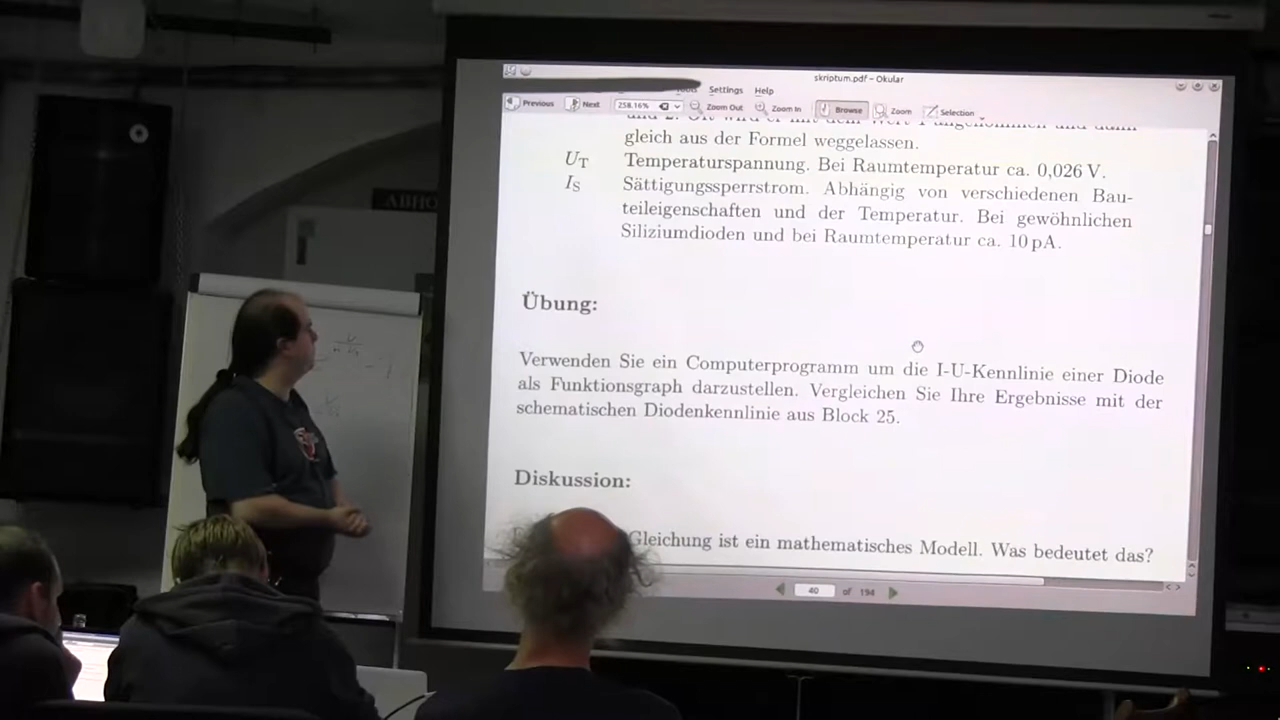 skriptum.pdf – Okular
Settings Help
Previous Next 258.16% Zoom Out Zoom In Browse Zoom Selection
gleich aus der Formel weggelassen.
U_T Temperaturspannung. Bei Raumtemperatur ca. 0,026 V.
I_S Sättigungssperrstrom. Abhängig von verschiedenen Bau-
teileigenschaften und der Temperatur. Bei gewöhnlichen
Siliziumdioden und bei Raumtemperatur ca. 10 pA.
Übung:
Verwenden Sie ein Computerprogramm um die I-U-Kennlinie einer Diode
als Funktionsgraph darzustellen. Vergleichen Sie Ihre Ergebnisse mit der
schematischen Diodenkennlinie aus Block 25.
Diskussion:
Gleichung ist ein mathematisches Modell. Was bedeutet das?
40 of 194